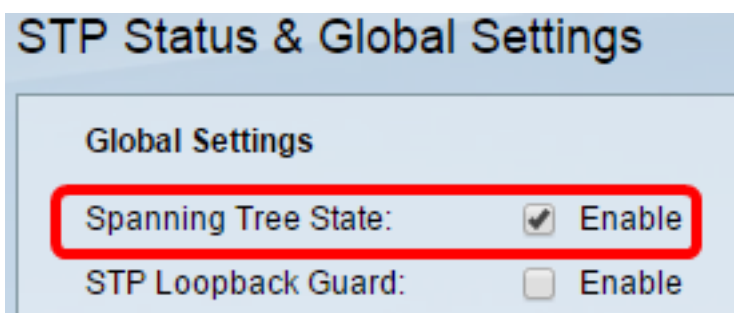 STP Status & Global Settings
Global Settings
Spanning Tree State: Enable
STP Loopback Guard: Enable